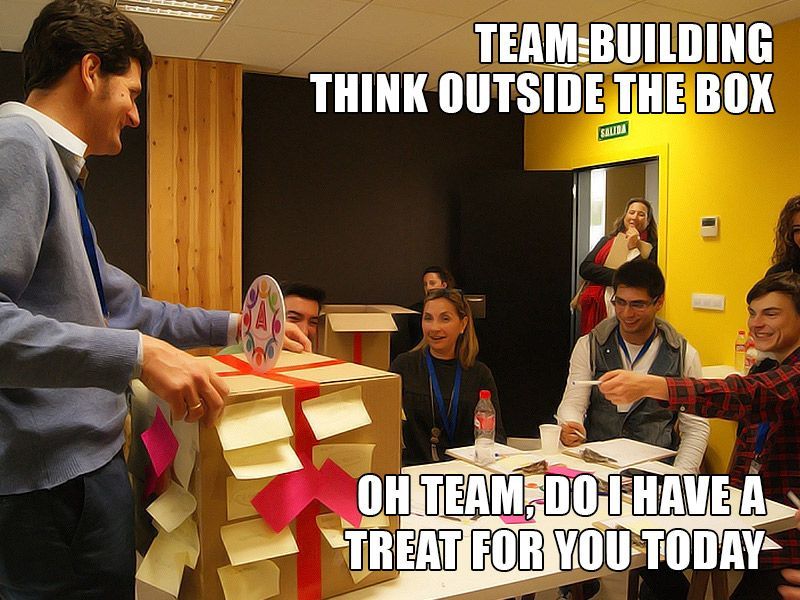 TEAM BUILDING
THINK OUTSIDE THE BOX
SALIDA
A
OH TEAM, DO I HAVE A
TREAT FOR YOU TODAY